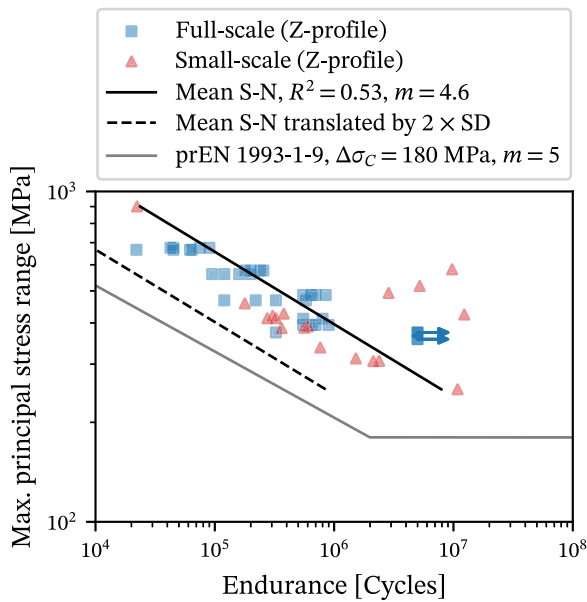 Full-scale (Z-profile)
Small-scale (Z-profile)
Mean S-N, R² = 0.53, m = 4.6
Mean S-N translated by 2 × SD
prEN 1993-1-9, Δσ_C = 180 MPa, m = 5
Max. principal stress range [MPa]
10³
10²
10⁴
10⁵
10⁶
10⁷
10⁸
Endurance [Cycles]